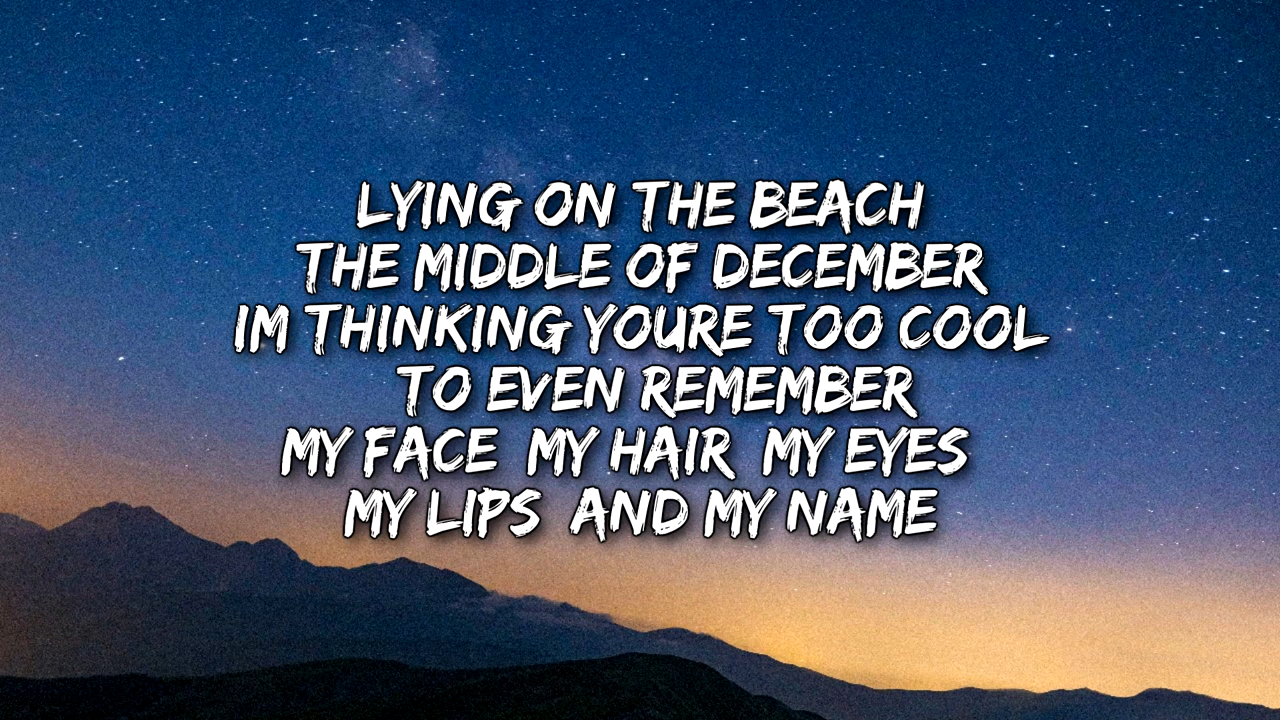 LYING ON THE BEACH
THE MIDDLE OF DECEMBER
IM THINKING YOURE TOO COOL
TO EVEN REMEMBER
MY FACE MY HAIR MY EYES
MY LIPS AND MY NAME